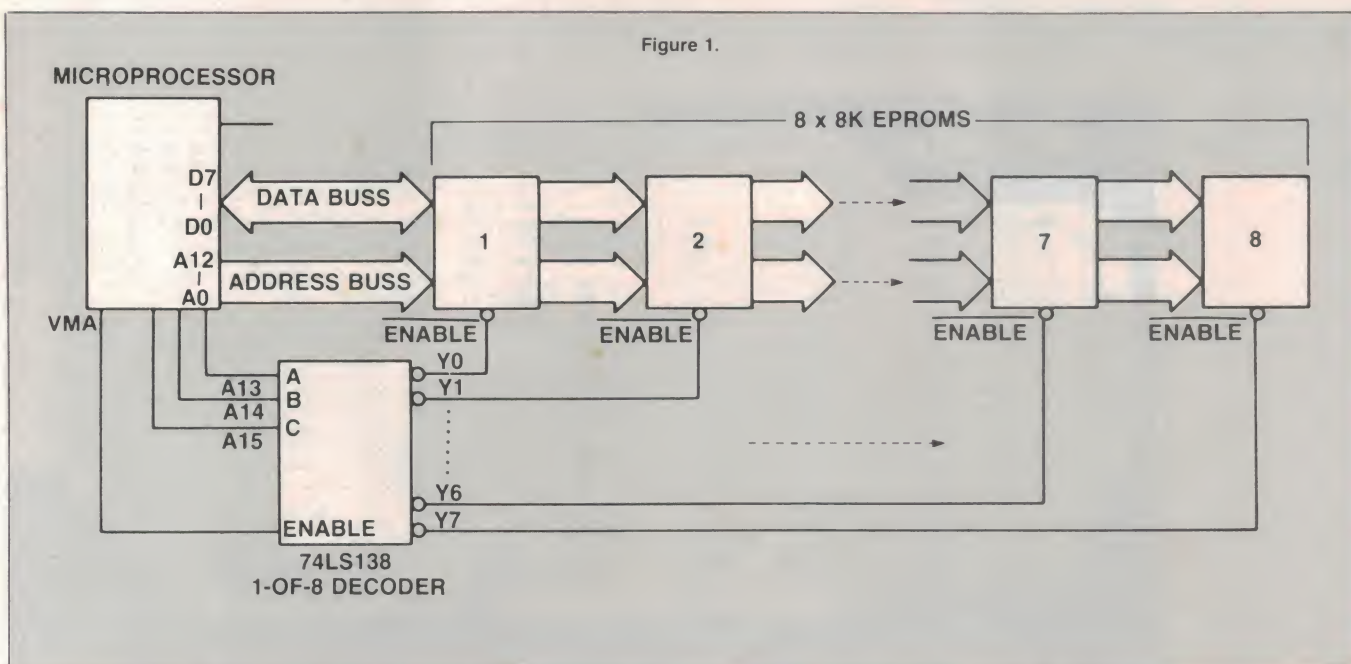 Figure 1.
MICROPROCESSOR
8 x 8K EPROMS
D7
D0
DATA BUSS
A12
A0
ADDRESS BUSS
1
2
7
8
VMA
ENABLE
ENABLE
ENABLE
ENABLE
A13
A14
A15
A
B
C
Y0
Y1
Y6
Y7
ENABLE
74LS138
1-OF-8 DECODER